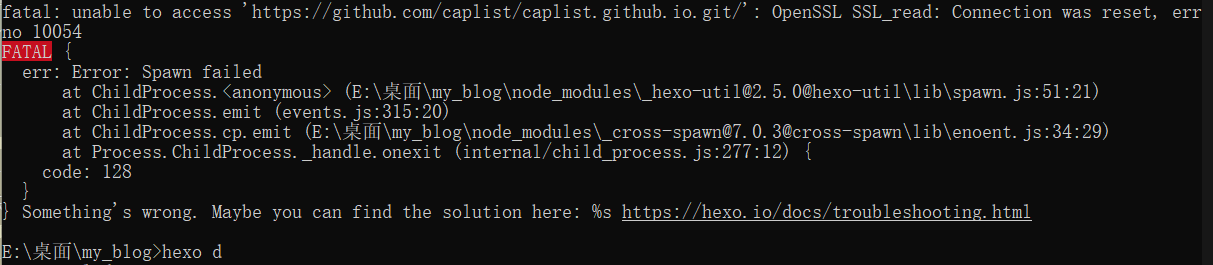 fatal: unable to access 'https://github.com/caplist/caplist.github.io.git/': OpenSSL SSL_read: Connection was reset, err
no 10054
FATAL {
  err: Error: Spawn failed
      at ChildProcess.<anonymous> (E:\桌面\my_blog\node_modules\_hexo-util@2.5.0@hexo-util\lib\spawn.js:51:21)
      at ChildProcess.emit (events.js:315:20)
      at ChildProcess.cp.emit (E:\桌面\my_blog\node_modules\_cross-spawn@7.0.3@cross-spawn\lib\enoent.js:34:29)
      at Process.ChildProcess._handle.onexit (internal/child_process.js:277:12) {
    code: 128
  }
} Something's wrong. Maybe you can find the solution here: %s https://hexo.io/docs/troubleshooting.html
E:\桌面\my_blog>hexo d